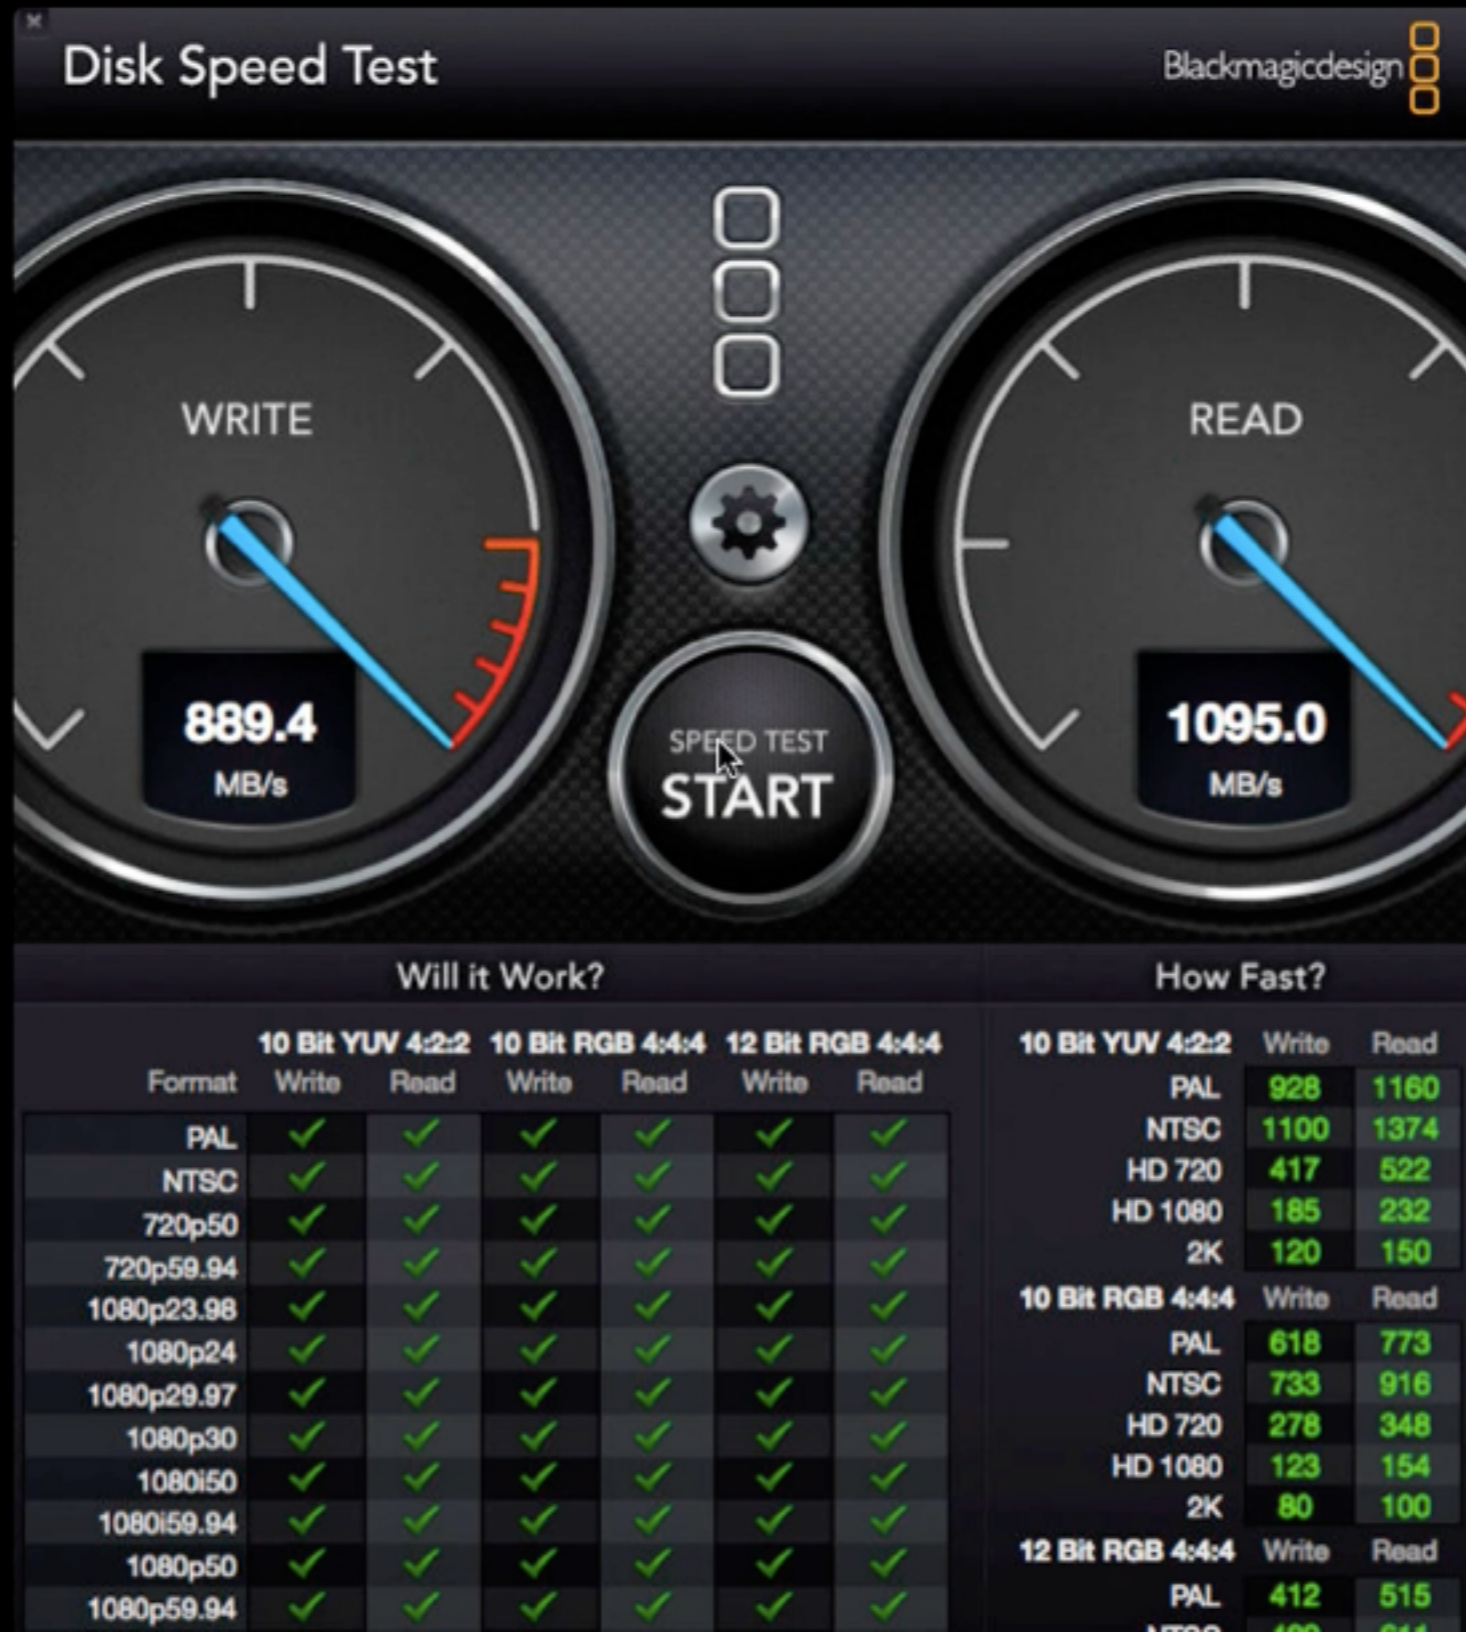 Disk Speed Test
Blackmagicdesign
WRITE
READ
889.4
MB/s
SPEED TEST
START
1095.0
MB/s
Will it Work?
10 Bit YUV 4:2:2 10 Bit RGB 4:4:4 12 Bit RGB 4:4:4
Format Write Read Write Read Write Read
PAL
NTSC
720p50
720p59.94
1080p23.98
1080p24
1080p29.97
1080p30
1080i50
1080i59.94
1080p50
1080p59.94
How Fast?
10 Bit YUV 4:2:2 Write Read
PAL 928 1160
NTSC 1100 1374
HD 720 417 522
HD 1080 185 232
2K 120 150
10 Bit RGB 4:4:4 Write Read
PAL 618 773
NTSC 733 916
HD 720 278 348
HD 1080 123 154
2K 80 100
12 Bit RGB 4:4:4 Write Read
PAL 412 515